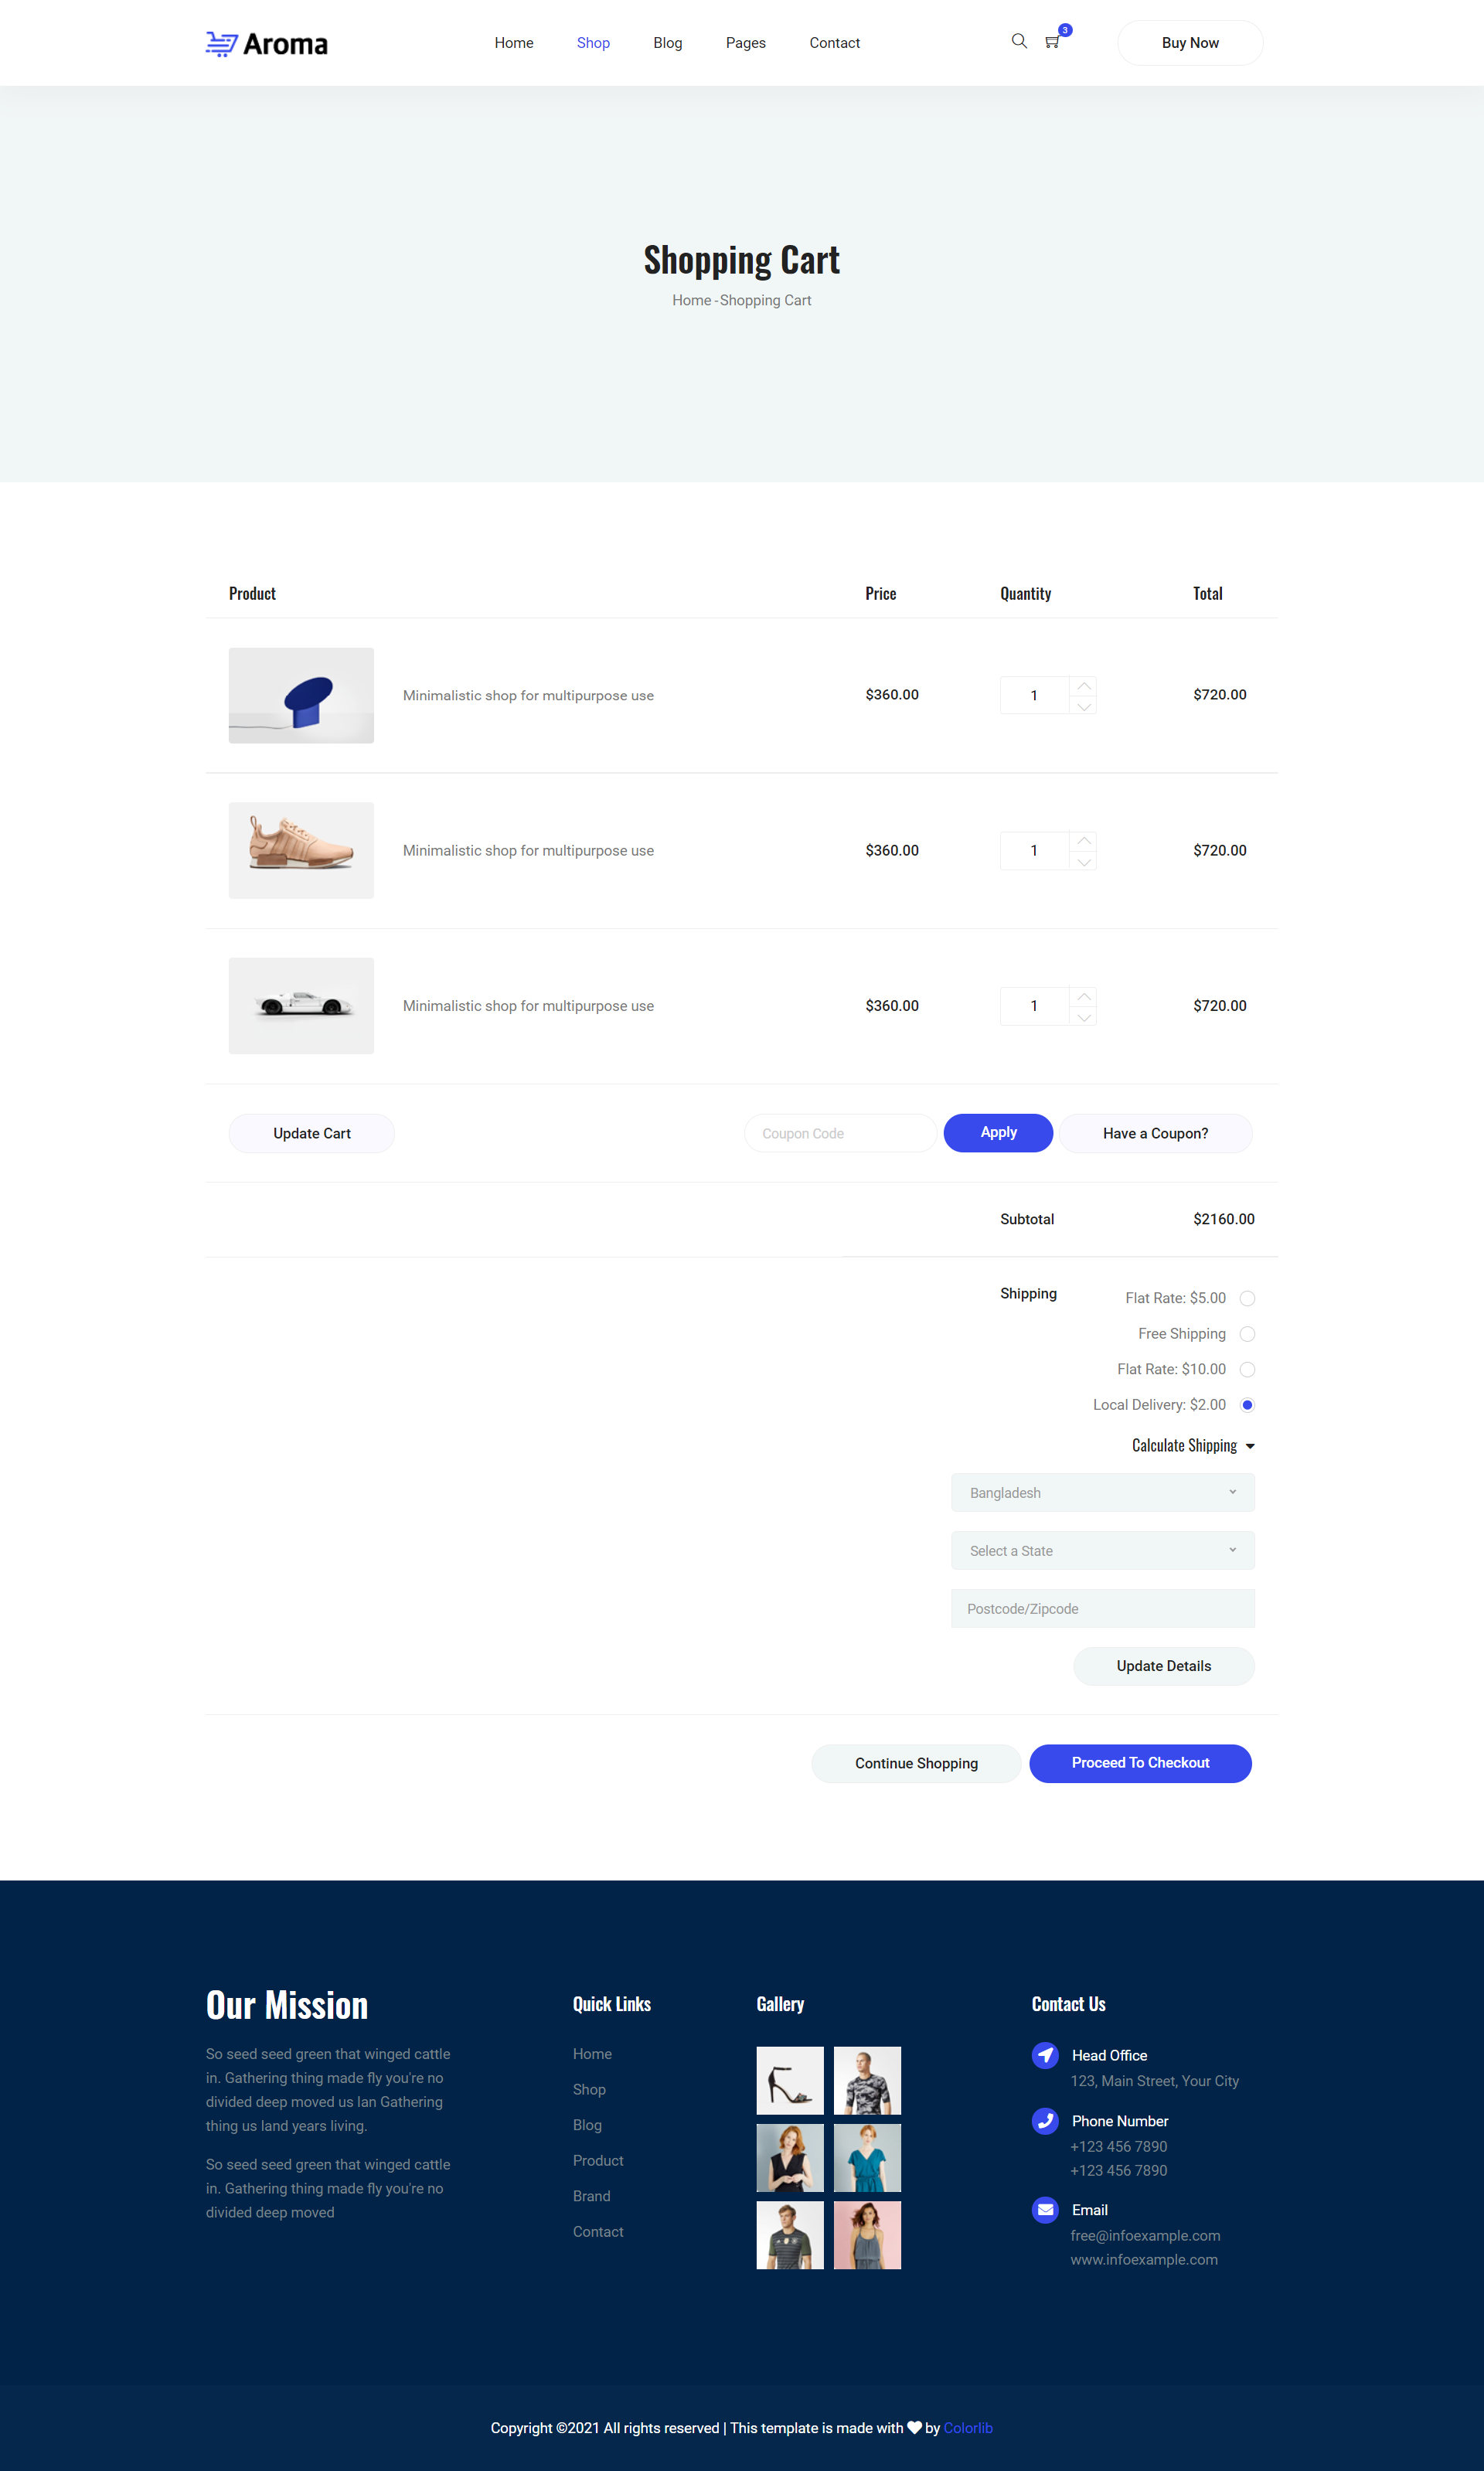 Aroma
Home
Shop
Blog
Pages
Contact
3
Buy Now
Shopping Cart
Home - Shopping Cart
Product
Price
Quantity
Total
Minimalistic shop for multipurpose use
$360.00
1
$720.00
Minimalistic shop for multipurpose use
$360.00
1
$720.00
Minimalistic shop for multipurpose use
$360.00
1
$720.00
Update Cart
Coupon Code
Apply
Have a Coupon?
Subtotal
$2160.00
Shipping
Flat Rate: $5.00
Free Shipping
Flat Rate: $10.00
Local Delivery: $2.00
Calculate Shipping
Bangladesh
Select a State
Postcode/Zipcode
Update Details
Continue Shopping
Proceed To Checkout
Our Mission
So seed seed green that winged cattle
in. Gathering thing made fly you're no
divided deep moved us lan Gathering
thing us land years living.
So seed seed green that winged cattle
in. Gathering thing made fly you're no
divided deep moved
Quick Links
Home
Shop
Blog
Product
Brand
Contact
Gallery
Contact Us
Head Office
123, Main Street, Your City
Phone Number
+123 456 7890
+123 456 7890
Email
free@infoexample.com
www.infoexample.com
Copyright ©2021 All rights reserved | This template is made with ♥ by Colorlib